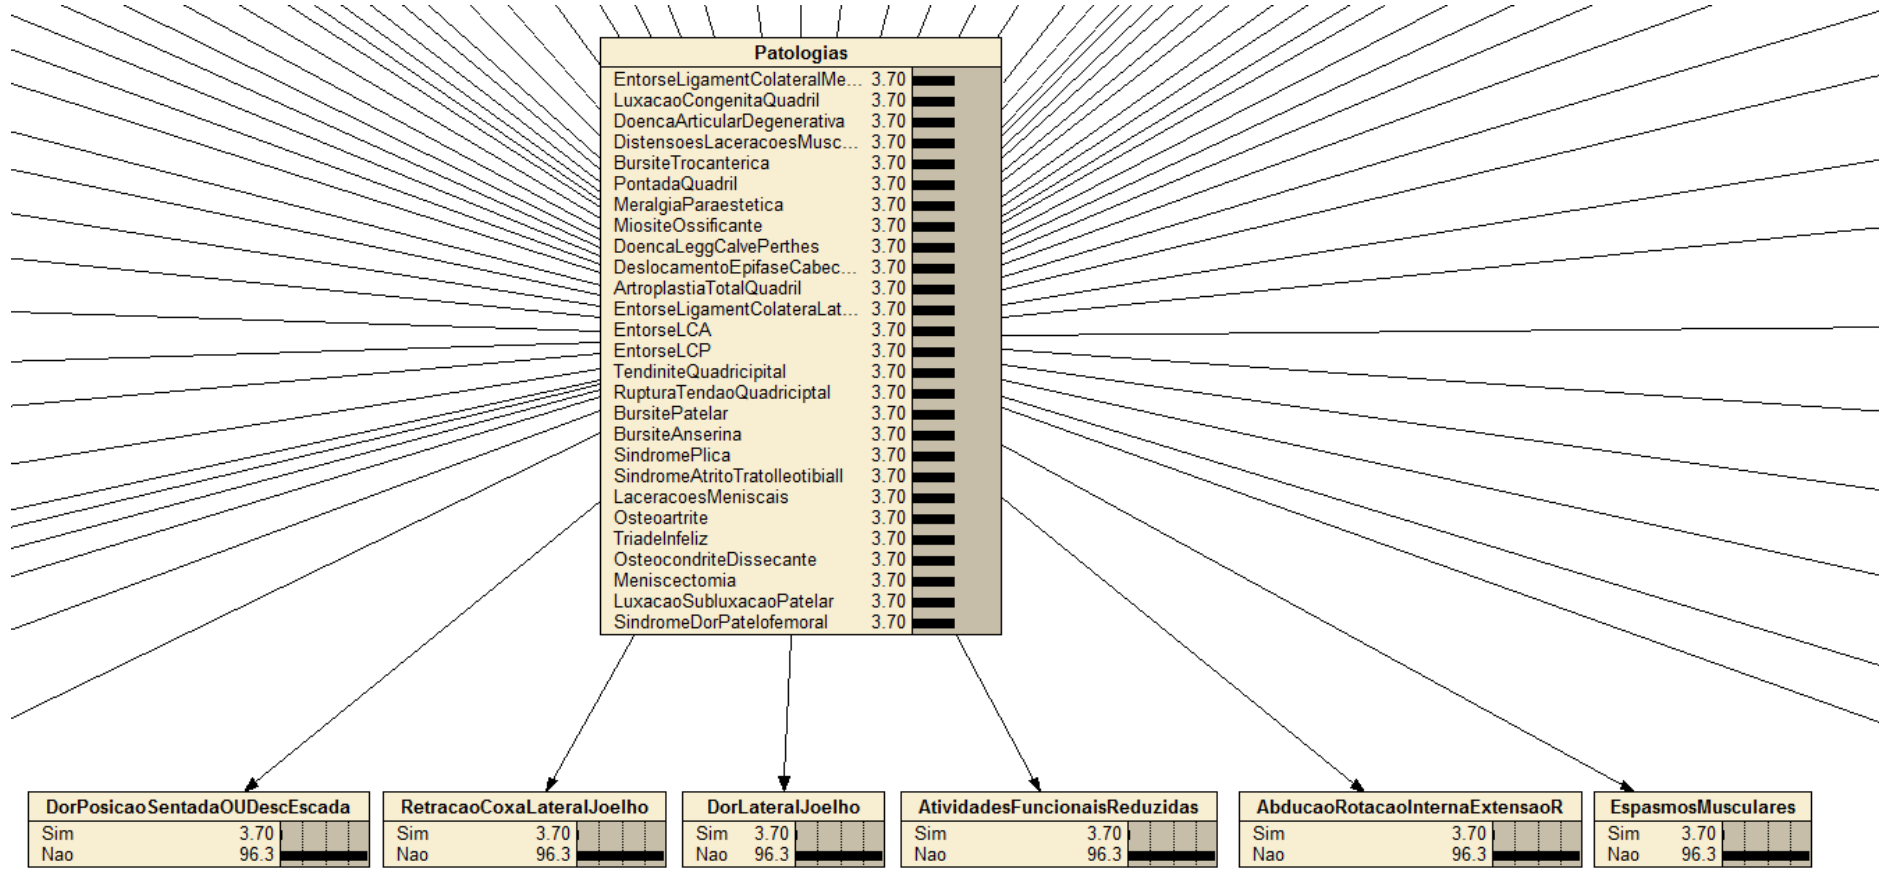 Patologias
EntorseLigamentColateralMe... 3.70
LuxacaoCongenitaQuadril 3.70
DoencaArticularDegenerativa 3.70
DistensoesLaceracoesMusc... 3.70
BursiteTrocanterica 3.70
PontadaQuadril 3.70
MeralgiaParaestetica 3.70
MiositeOssificante 3.70
DoencaLeggCalvePerthes 3.70
DeslocamentoEpifaseCabec... 3.70
ArtroplastiaTotalQuadril 3.70
EntorseLigamentColateraLat... 3.70
EntorseLCA 3.70
EntorseLCP 3.70
TendiniteQuadricipital 3.70
RupturaTendaoQuadriciptal 3.70
BursitePatelar 3.70
BursiteAnserina 3.70
SindromePlica 3.70
SindromeAtritoTratoIleotibiall 3.70
LaceracoesMeniscais 3.70
Osteoartrite 3.70
TriadeInfeliz 3.70
OsteocondriteDissecante 3.70
Meniscectomia 3.70
LuxacaoSubluxacaoPatelar 3.70
SindromeDorPatelofemoral 3.70
DorPosicaoSentadaOUDescEscada
Sim 3.70
Nao 96.3
RetracaoCoxaLateralJoelho
Sim 3.70
Nao 96.3
DorLateralJoelho
Sim 3.70
Nao 96.3
AtividadesFuncionaisReduzidas
Sim 3.70
Nao 96.3
AbducaoRotacaoInternaExtensaoR
Sim 3.70
Nao 96.3
EspasmosMusculares
Sim 3.70
Nao 96.3